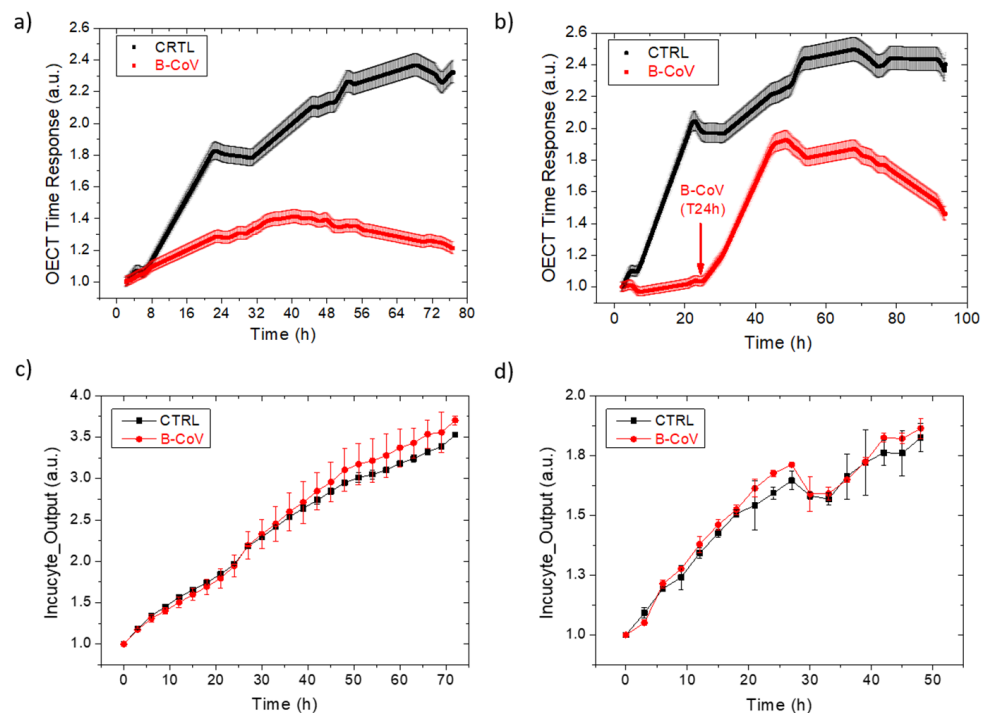 a)
CRTL
B-CoV
OECT Time Response (a.u.)
2.6
2.4
2.2
2.0
1.8
1.6
1.4
1.2
1.0
0 8 16 24 32 40 48 56 64 72 80
Time (h)
b)
CTRL
B-CoV
B-CoV
(T24h)
OECT Time Response (a.u.)
2.6
2.4
2.2
2.0
1.8
1.6
1.4
1.2
1.0
0 20 40 60 80 100
Time (h)
c)
CTRL
B-CoV
Incucyte_Output (a.u.)
4.0
3.5
3.0
2.5
2.0
1.5
1.0
0 10 20 30 40 50 60 70
Time (h)
d)
CTRL
B-CoV
Incucyte_Output (a.u.)
2.0
1.8
1.5
1.3
1.0
0 10 20 30 40 50
Time (h)